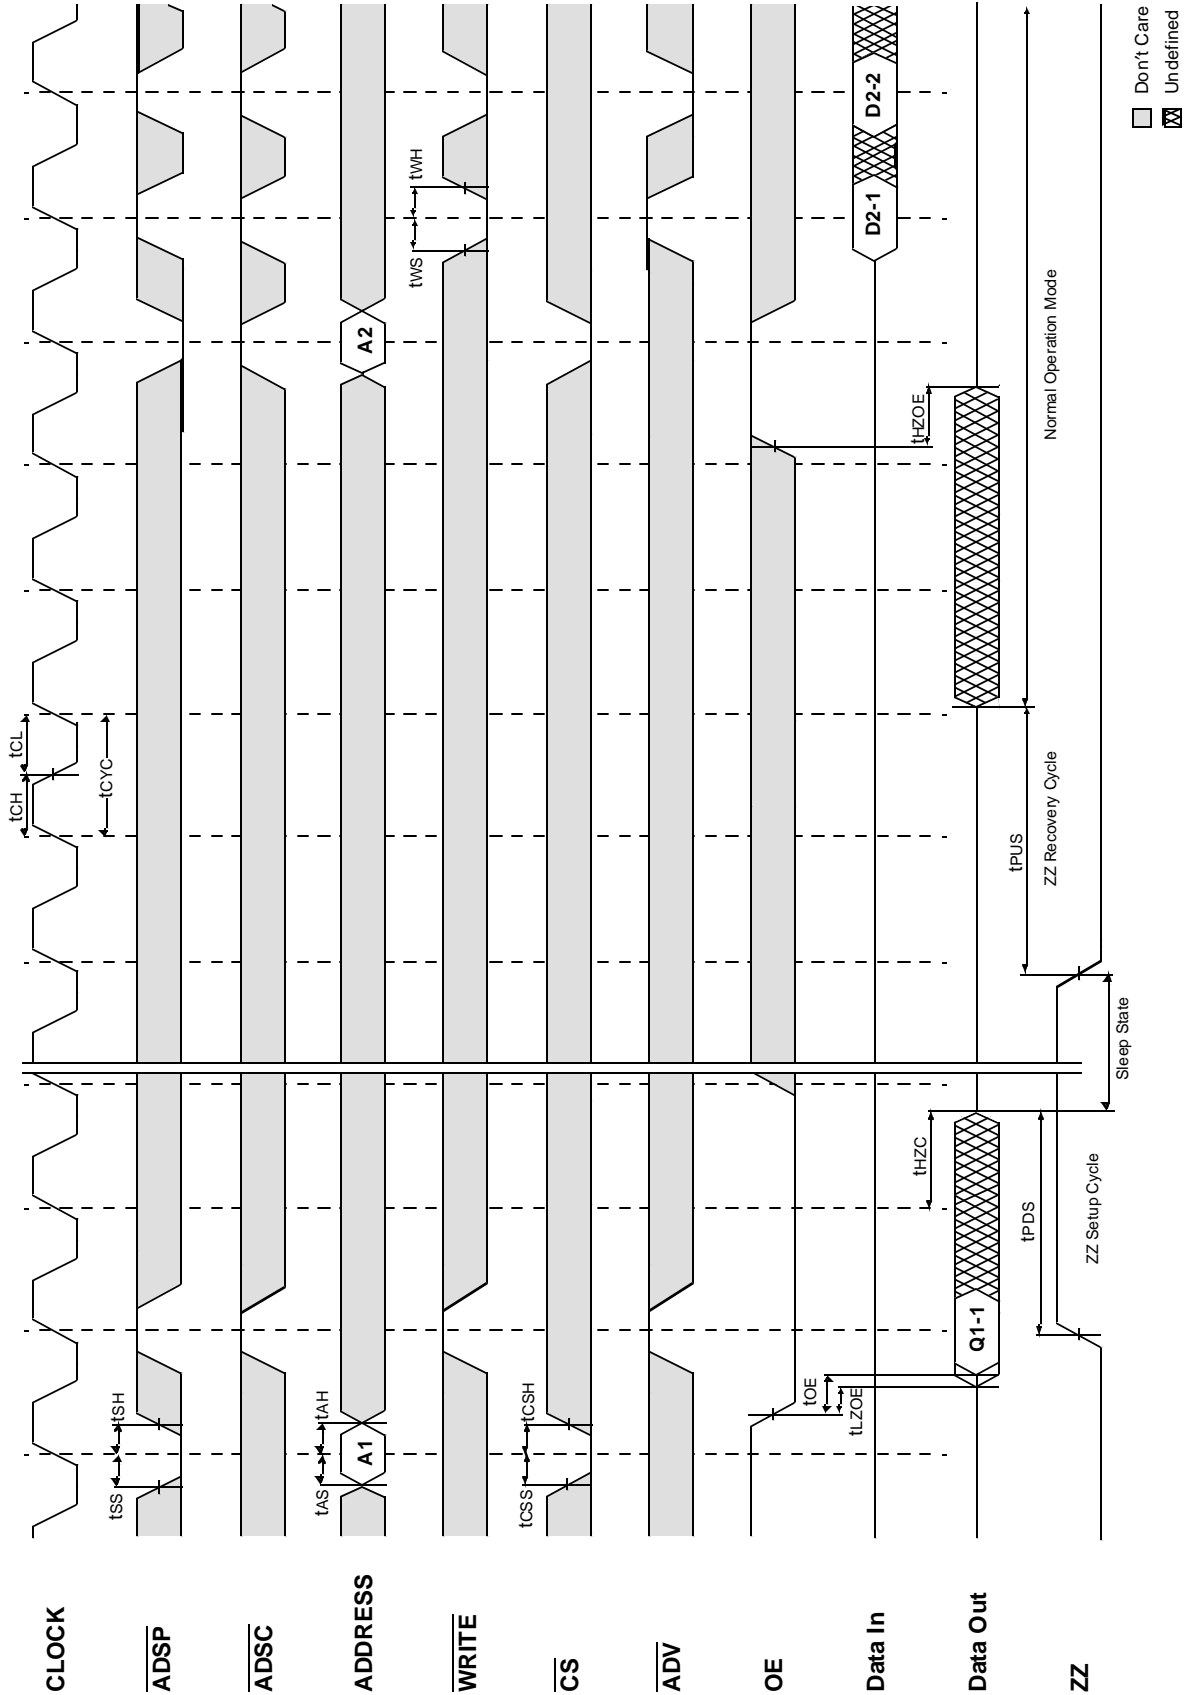 CLOCK
tCH
tCL
tCYC
ADSP
tSS
tSH
ADSC
ADDRESS
tAS
tAH
A1
A2
WRITE
tWS
tWH
CS
tCSS
tCSH
ADV
OE
Data In
D2-1
D2-2
tOE
tLZOE
tHZC
tHZOE
Data Out
Q1-1
tPDS
tPUS
ZZ Setup Cycle
ZZ Recovery Cycle
Normal Operation Mode
ZZ
Sleep State
Don't Care
Undefined